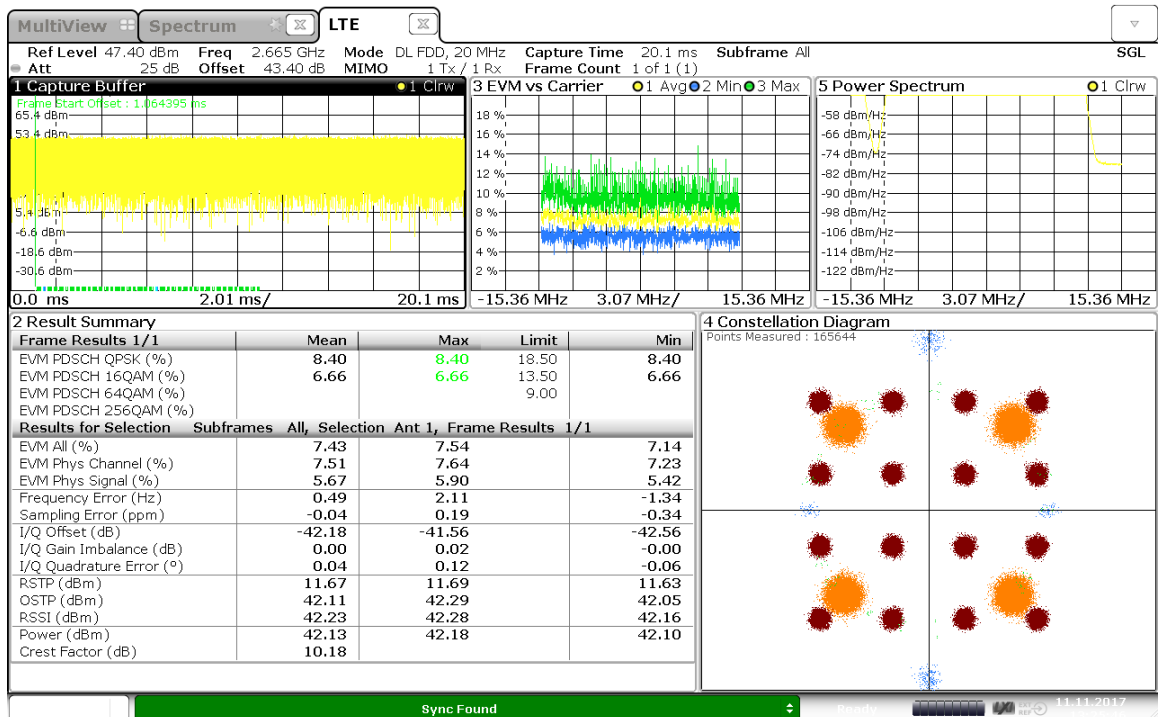 MultiView Spectrum LTE
Ref Level 47.40 dBm Freq 2.665 GHz Mode DL FDD, 20 MHz Capture Time 20.1 ms Subframe All SGL
Att 25 dB Offset 43.40 dB MIMO 1 Tx / 1 Rx Frame Count 1 of 1 (1)
1 Capture Buffer 1 Clrw
Frame Start Offset : 1.064395 ms
65.4 dBm
53.4 dBm
5.4 dBm
-6.6 dBm
-18.6 dBm
-30.6 dBm
0.0 ms 2.01 ms/ 20.1 ms
3 EVM vs Carrier 1 Avg 2 Min 3 Max
18 %
16 %
14 %
12 %
10 %
8 %
6 %
4 %
2 %
-15.36 MHz 3.07 MHz/ 15.36 MHz
5 Power Spectrum 1 Clrw
-58 dBm/Hz
-66 dBm/Hz
-74 dBm/Hz
-82 dBm/Hz
-90 dBm/Hz
-98 dBm/Hz
-106 dBm/Hz
-114 dBm/Hz
-122 dBm/Hz
-15.36 MHz 3.07 MHz/ 15.36 MHz
2 Result Summary
Frame Results 1/1 Mean Max Limit Min
EVM PDSCH QPSK (%) 8.40 8.40 18.50 8.40
EVM PDSCH 16QAM (%) 6.66 6.66 13.50 6.66
EVM PDSCH 64QAM (%) 9.00
EVM PDSCH 256QAM (%)
Results for Selection Subframes All, Selection Ant 1, Frame Results 1/1
EVM All (%) 7.43 7.54 7.14
EVM Phys Channel (%) 7.51 7.64 7.23
EVM Phys Signal (%) 5.67 5.90 5.42
Frequency Error (Hz) 0.49 2.11 -1.34
Sampling Error (ppm) -0.04 0.19 -0.34
I/Q Offset (dB) -42.18 -41.56 -42.56
I/Q Gain Imbalance (dB) 0.00 0.02 -0.00
I/Q Quadrature Error (º) 0.04 0.12 -0.06
RSTP (dBm) 11.67 11.69 11.63
OSTP (dBm) 42.11 42.29 42.05
RSSI (dBm) 42.23 42.28 42.16
Power (dBm) 42.13 42.18 42.10
Crest Factor (dB) 10.18
4 Constellation Diagram
Points Measured : 165644
Sync Found
Ready
LXI EXT REF
11.11.2017